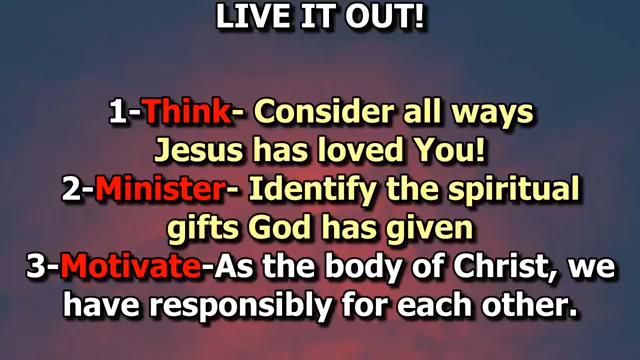 LIVE IT OUT!
1-Think- Consider all ways
Jesus has loved You!
2-Minister- Identify the spiritual
gifts God has given
3-Motivate-As the body of Christ, we
have responsibly for each other.